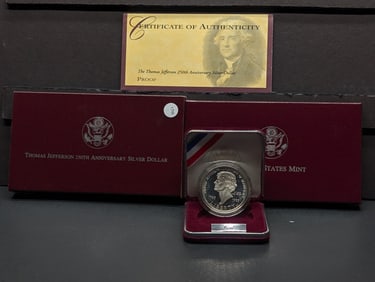 CERTIFICATE OF AUTHENTICITY
The Thomas Jefferson 250th Anniversary Silver Dollar
PROOF
THOMAS JEFFERSON 250TH ANNIVERSARY SILVER DOLLAR
STATES MINT